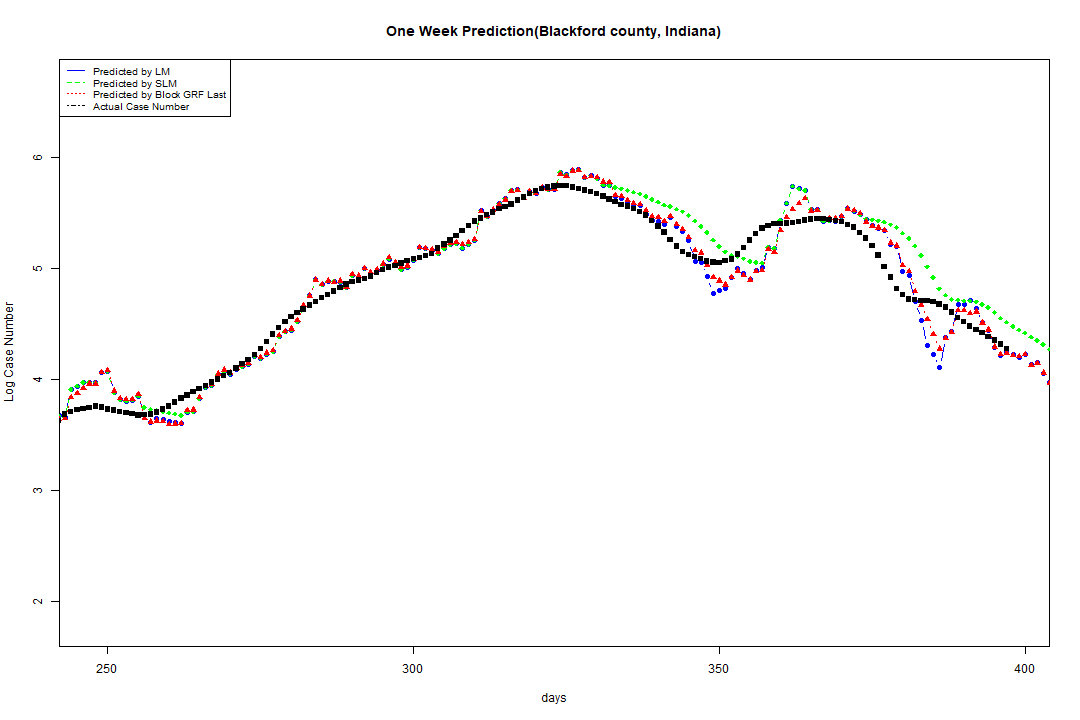 One Week Prediction(Blackford county, Indiana)
Predicted by LM
Predicted by SLM
Predicted by Block GRF Last
Actual Case Number
6
5
4
3
2
Log Case Number
250 300 350 400
days